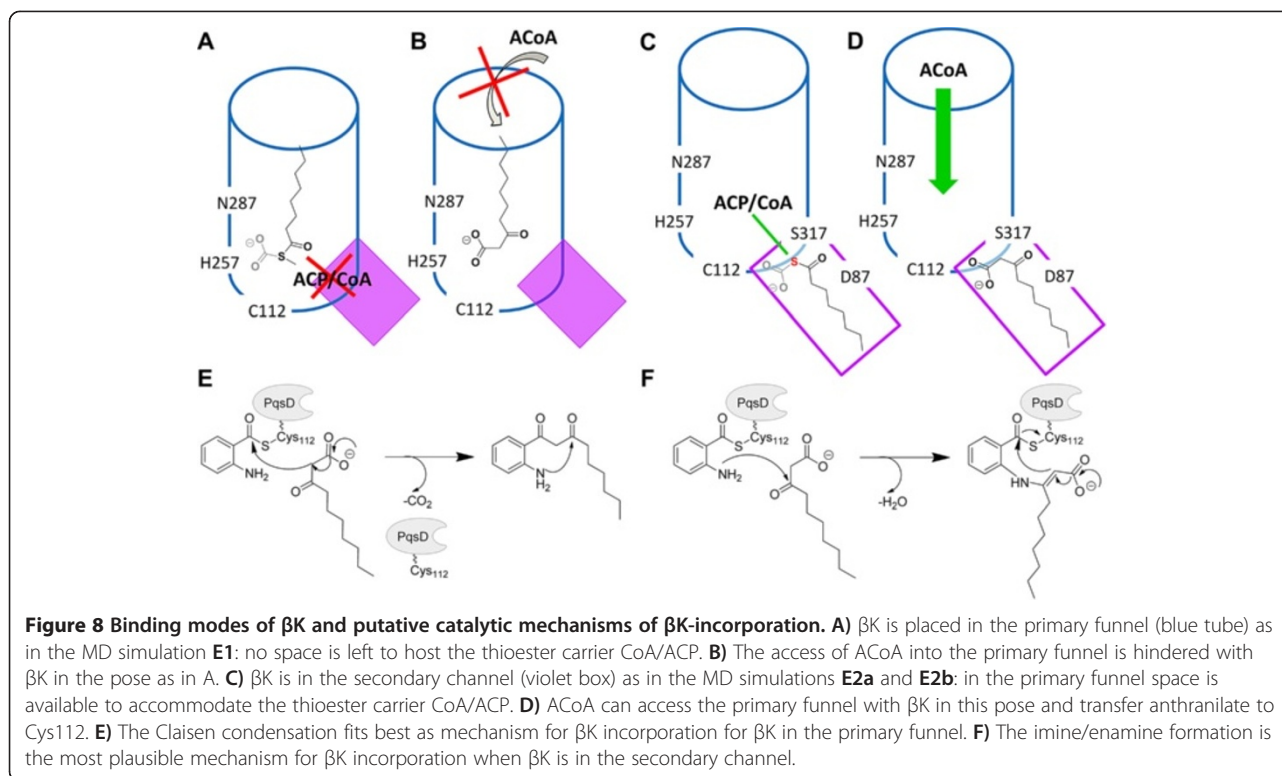 A
B
ACoA
C
D
ACoA
N287
N287
N287
N287
ACP/CoA
S317
S317
H257
H257
H257
H257
O
O
⊖
O
S
O
⊖
O
O
O
ACP/CoA
C112
C112
C112
O
O
⊖
S
O
D87
C112
O
O
⊖
O
D87
E
PqsD
O
S
Cys112
NH2
O
O
⊖
O
-CO2
PqsD
Cys112
O
O
N
H2
F
PqsD
O
S
Cys112
NH2
O
O
⊖
O
-H2O
PqsD
O
S
Cys112
HN
O
O
⊖
Figure 8 Binding modes of βK and putative catalytic mechanisms of βK-incorporation. A) βK is placed in the primary funnel (blue tube) as
in the MD simulation E1: no space is left to host the thioester carrier CoA/ACP. B) The access of ACoA into the primary funnel is hindered with
βK in the pose as in A. C) βK is in the secondary channel (violet box) as in the MD simulations E2a and E2b: in the primary funnel space is
available to accommodate the thioester carrier CoA/ACP. D) ACoA can access the primary funnel with βK in this pose and transfer anthranilate to
Cys112. E) The Claisen condensation fits best as mechanism for βK incorporation for βK in the primary funnel. F) The imine/enamine formation is
the most plausible mechanism for βK incorporation when βK is in the secondary channel.